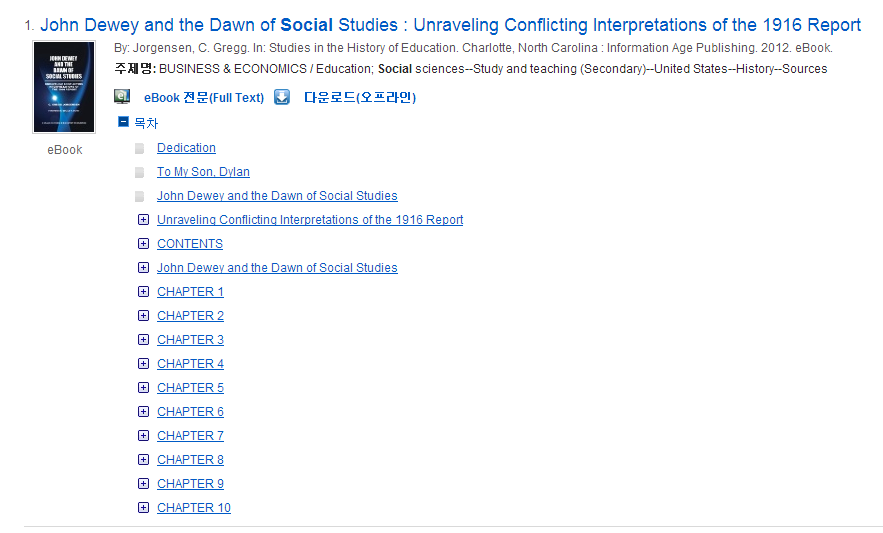 1. John Dewey and the Dawn of Social Studies : Unraveling Conflicting Interpretations of the 1916 Report
By: Jorgensen, C. Gregg. In: Studies in the History of Education. Charlotte, North Carolina : Information Age Publishing. 2012. eBook.
주제명: BUSINESS & ECONOMICS / Education; Social sciences--Study and teaching (Secondary)--United States--History--Sources
JOHN DEWEY
AND THE
DAWN OF
SOCIAL STUDIES
eBook 전문(Full Text) 다운로드(오프라인)
목차
eBook
Dedication
To My Son, Dylan
John Dewey and the Dawn of Social Studies
Unraveling Conflicting Interpretations of the 1916 Report
CONTENTS
John Dewey and the Dawn of Social Studies
CHAPTER 1
CHAPTER 2
CHAPTER 3
CHAPTER 4
CHAPTER 5
CHAPTER 6
CHAPTER 7
CHAPTER 8
CHAPTER 9
CHAPTER 10